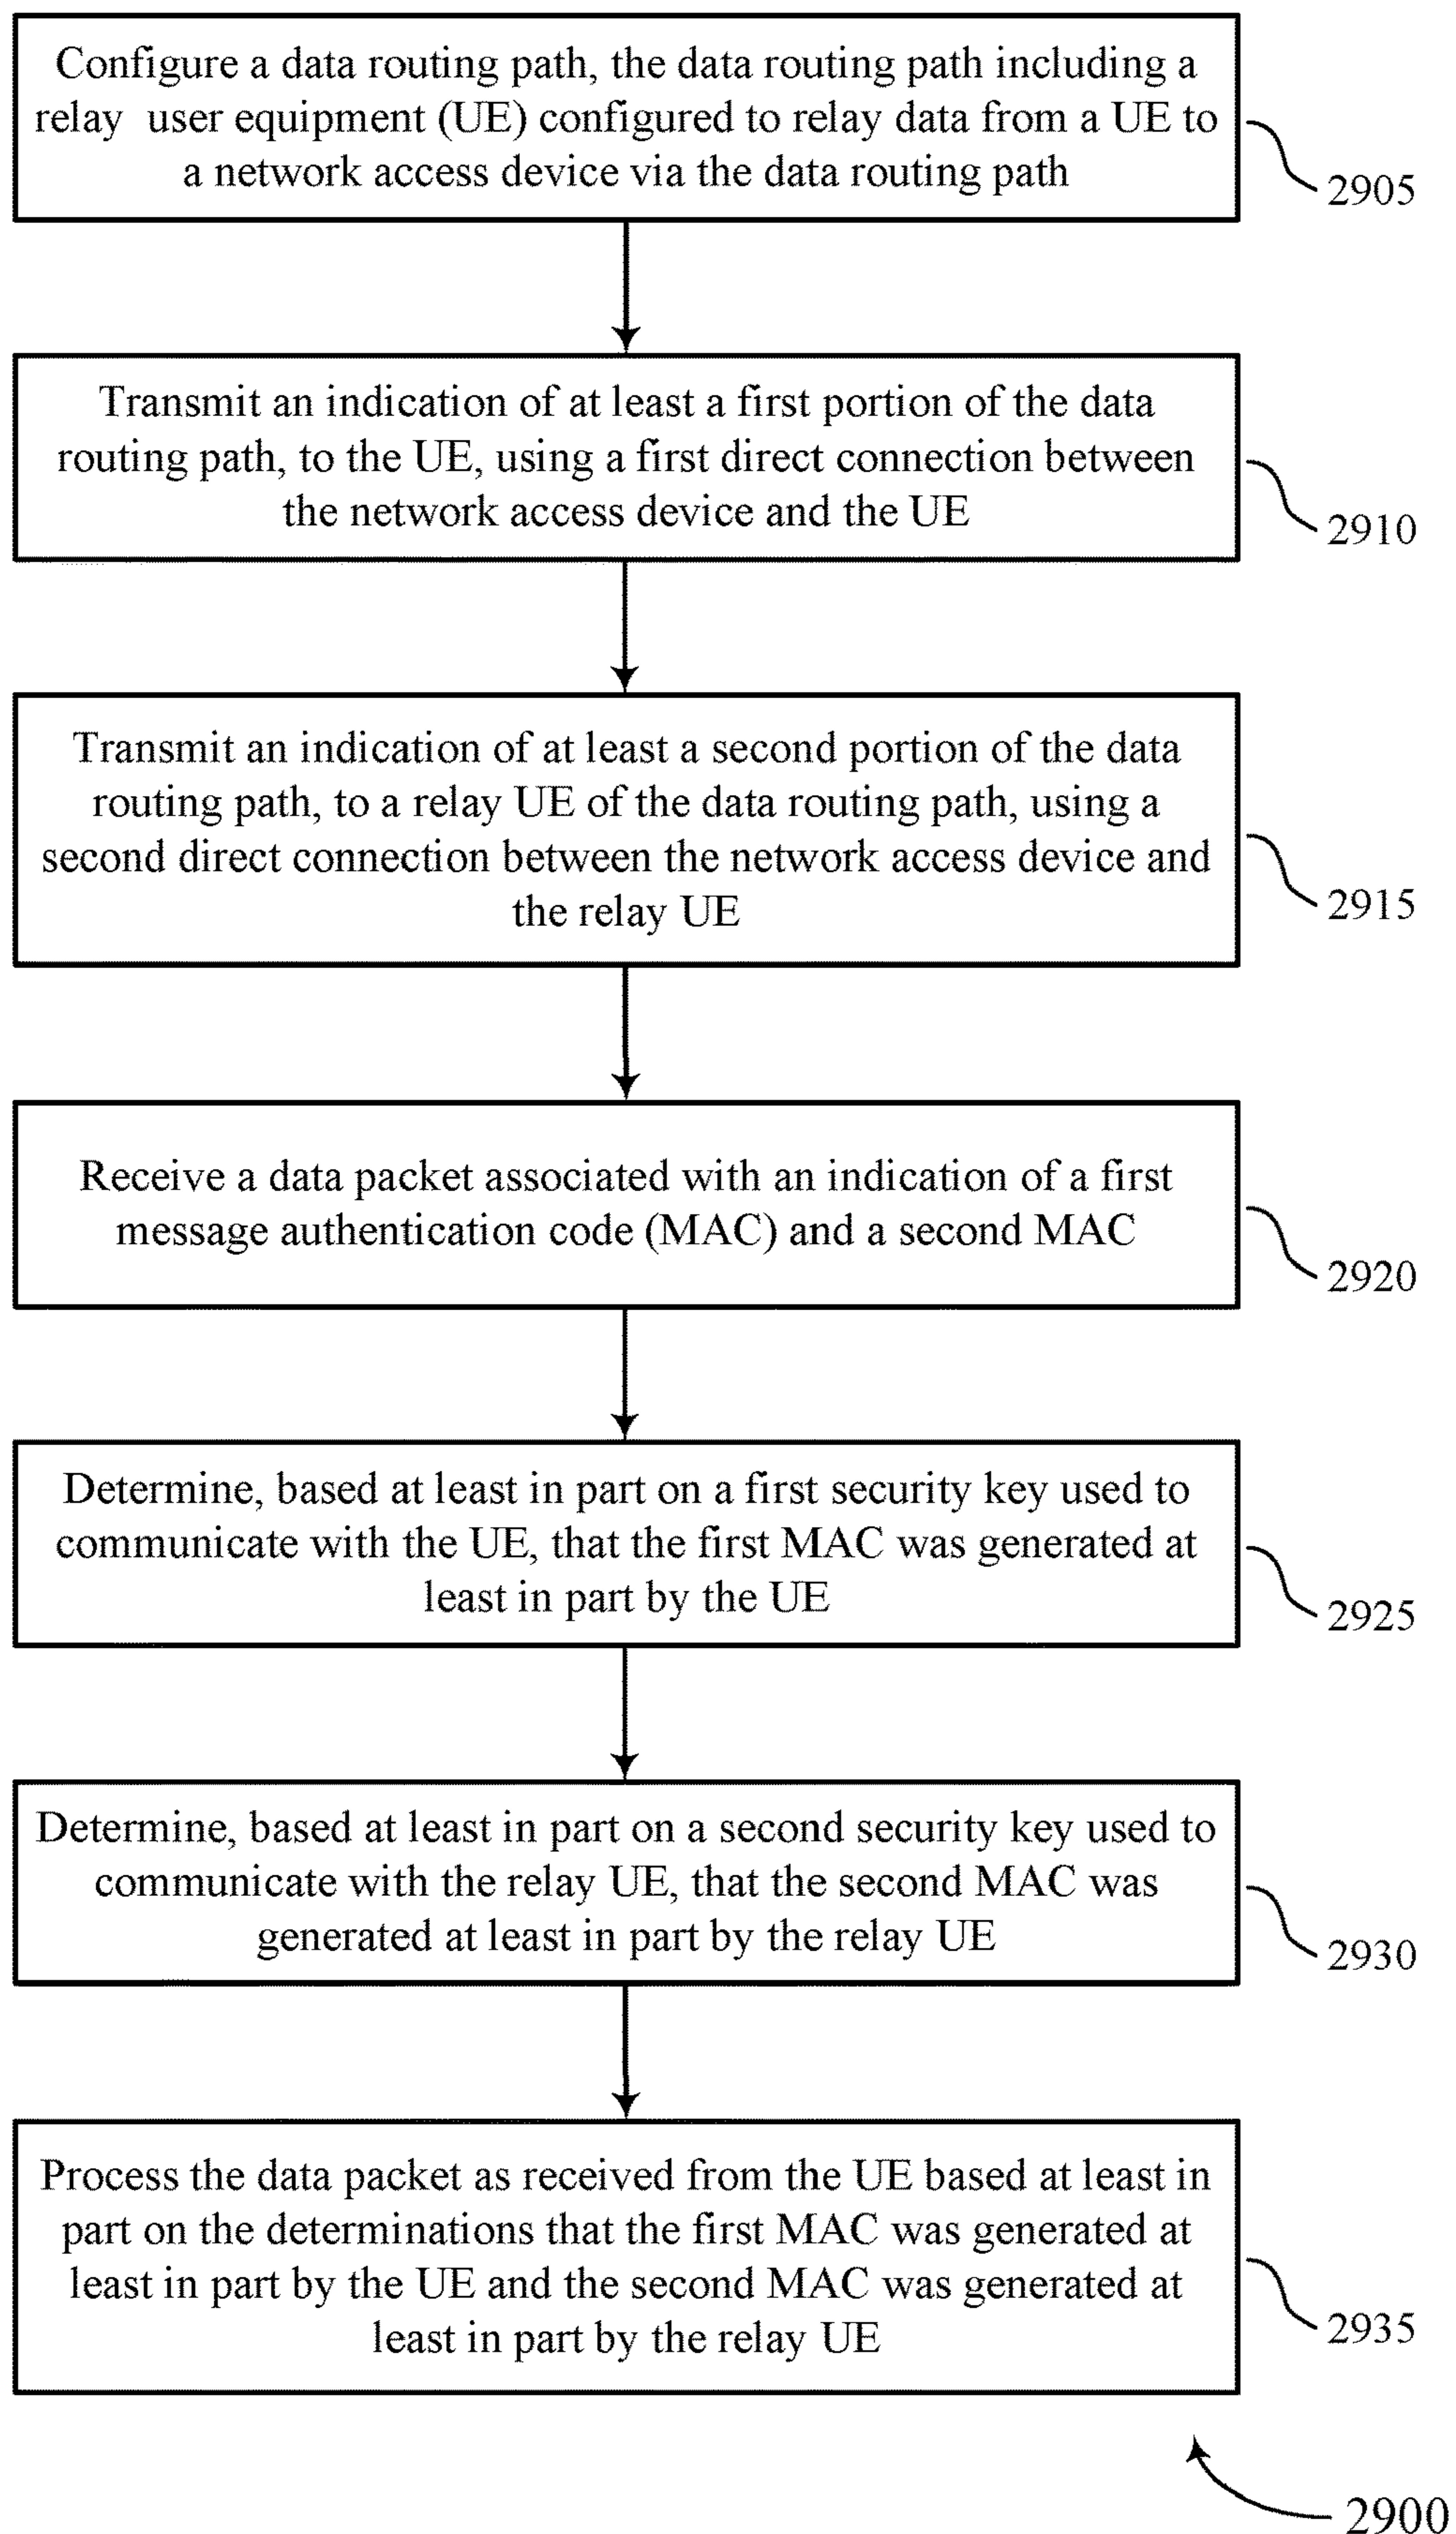 Configure a data routing path, the data routing path including a
relay user equipment (UE) configured to relay data from a UE to
a network access device via the data routing path
2905
Transmit an indication of at least a first portion of the data
routing path, to the UE, using a first direct connection between
the network access device and the UE
2910
Transmit an indication of at least a second portion of the data
routing path, to a relay UE of the data routing path, using a
second direct connection between the network access device and
the relay UE
2915
Receive a data packet associated with an indication of a first
message authentication code (MAC) and a second MAC
2920
Determine, based at least in part on a first security key used to
communicate with the UE, that the first MAC was generated at
least in part by the UE
2925
Determine, based at least in part on a second security key used to
communicate with the relay UE, that the second MAC was
generated at least in part by the relay UE
2930
Process the data packet as received from the UE based at least in
part on the determinations that the first MAC was generated at
least in part by the UE and the second MAC was generated at
least in part by the relay UE
2935
2900